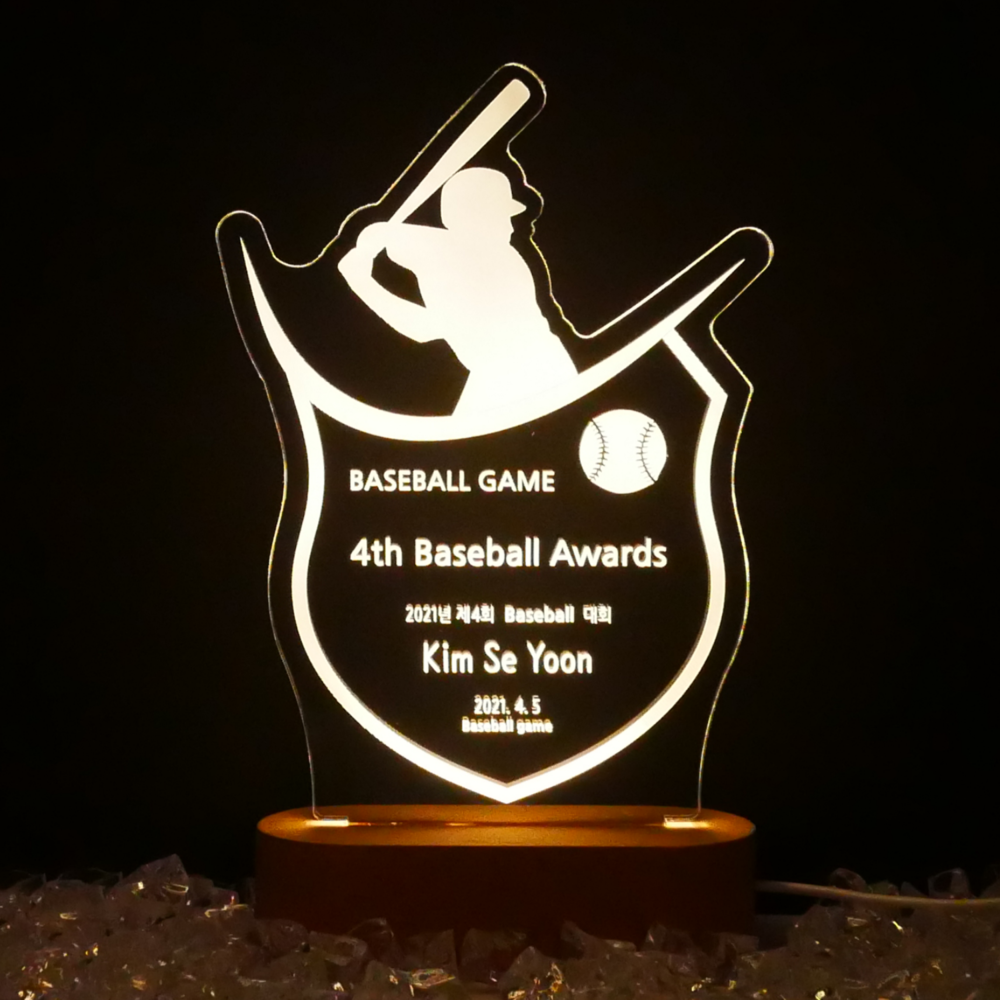 BASEBALL GAME
4th Baseball Awards
2021년 제4회 Baseball 대회
Kim Se Yoon
2021. 4. 5
Baseball game